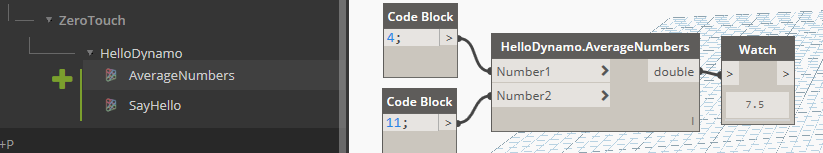 ZeroTouch
HelloDynamo
AverageNumbers
SayHello
+P
Code Block
4;
>
Code Block
11;
>
HelloDynamo.AverageNumbers
Number1 > double
Number2 >
l
Watch
> >
7.5